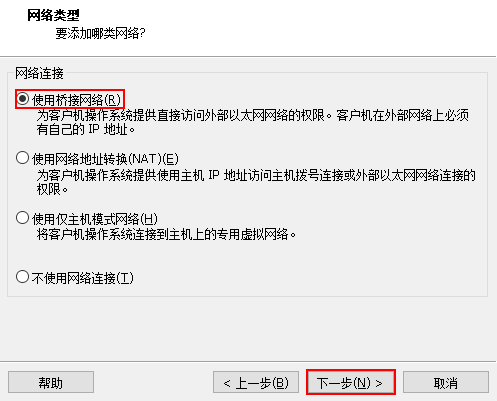 网络类型
要添加哪类网络?
网络连接
使用桥接网络(R)
为客户机操作系统提供直接访问外部以太网网络的权限。客户机在外部网络上必须
有自己的 IP 地址。
使用网络地址转换(NAT)(E)
为客户机操作系统提供使用主机 IP 地址访问主机拨号连接或外部以太网网络连接的
权限。
使用仅主机模式网络(H)
将客户机操作系统连接到主机上的专用虚拟网络。
不使用网络连接(T)
帮助
< 上一步(B)
下一步(N) >
取消